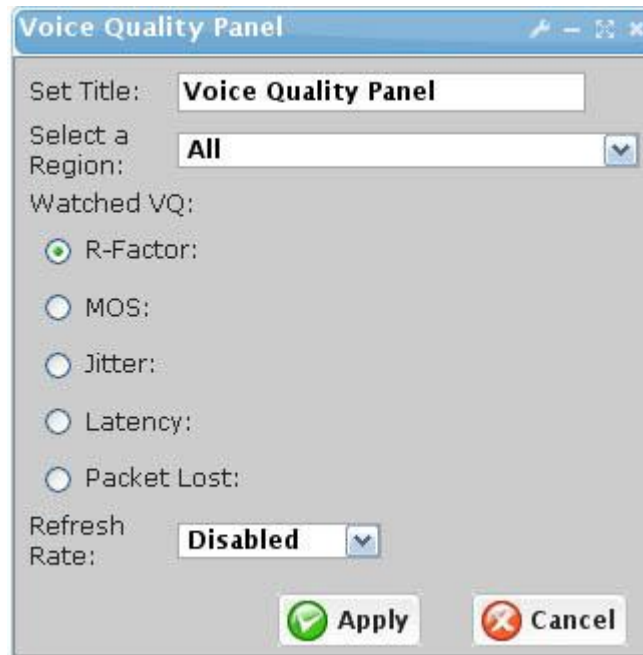 Voice Quality Panel
Set Title: Voice Quality Panel
Select a
Region: All
Watched VQ:
R-Factor:
MOS:
Jitter:
Latency:
Packet Lost:
Refresh
Rate: Disabled
Apply Cancel